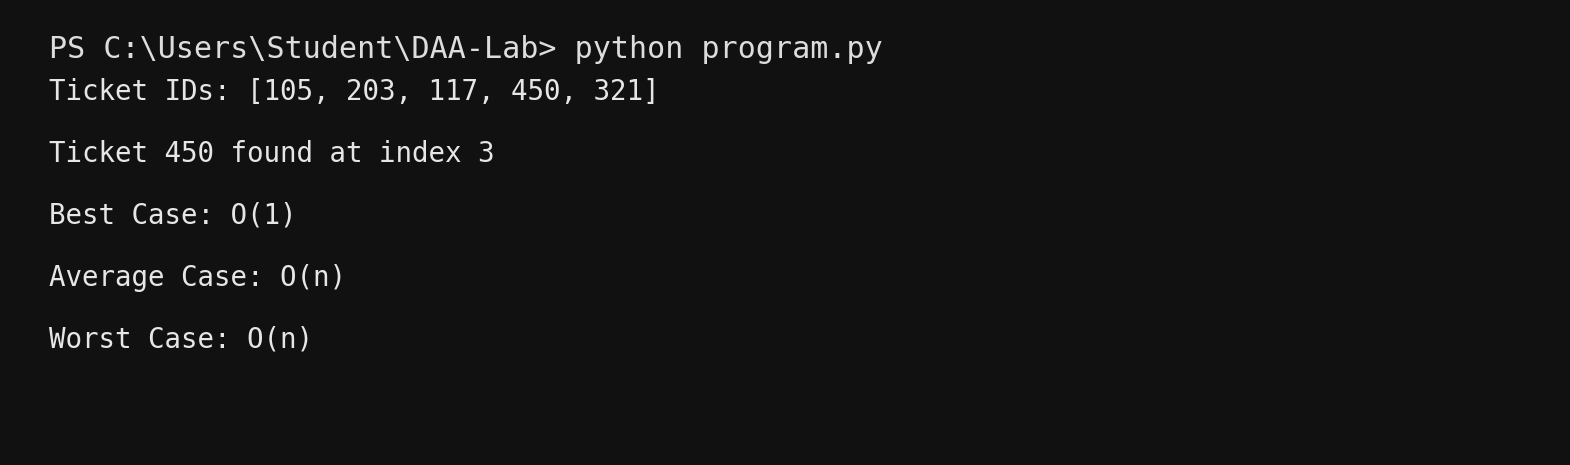 PS C:\Users\Student\DAA-Lab> python program.py
Ticket IDs: [105, 203, 117, 450, 321]
Ticket 450 found at index 3
Best Case: O(1)
Average Case: O(n)
Worst Case: O(n)